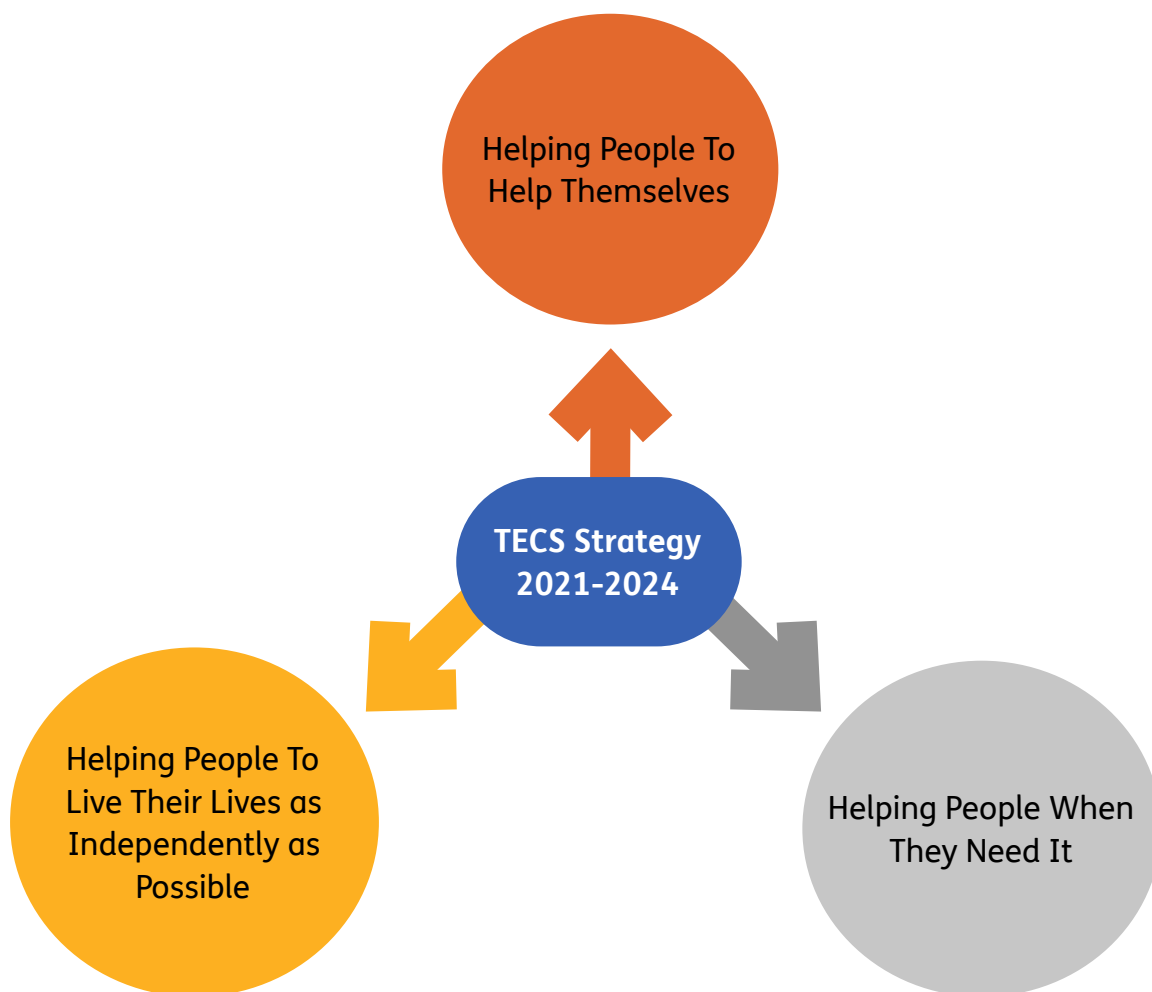 Helping People To
Help Themselves
TECS Strategy
2021-2024
Helping People To
Live Their Lives as
Independently as
Possible
Helping People When
They Need It